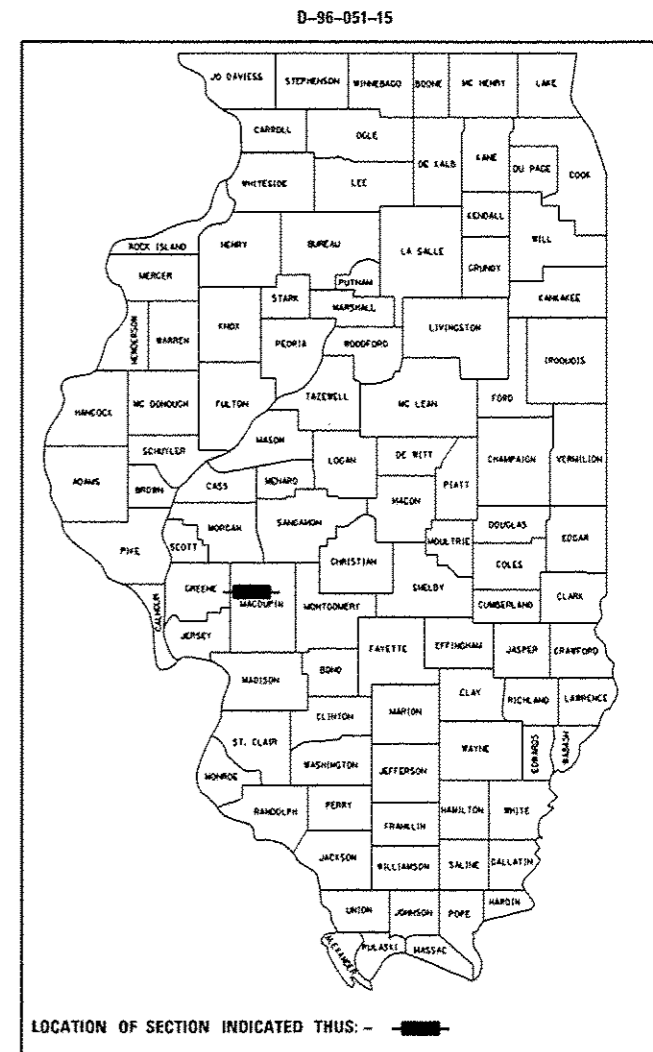 D-96-051-15
JO DAVIESS STEPHENSON WINNEBAGO BOONE MC HENRY LAKE
CARROLL OGLE DE KALB KANE DU PAGE COOK
WHITESIDE LEE KENDALL WILL
ROCK ISLAND HENRY BUREAU LA SALLE GRUNDY
MERCER PUTNAM KANKAKEE
HENDERSON WARREN KNOX STARK MARSHALL LIVINGSTON
PEORIA WOODFORD IROQUOIS
HANCOCK MC DONOUGH FULTON TAZEWELL MC LEAN FORD
SCHUYLER MASON LOGAN DE WITT CHAMPAIGN VERMILION
ADAMS BROWN CASS MENARD PIATT
MORGAN SANGAMON MACON DOUGLAS
PIKE SCOTT CHRISTIAN MOULTRIE COLES EDGAR
CALHOUN GREENE MACOUPIN MONTGOMERY SHELBY CUMBERLAND CLARK
JERSEY FAYETTE EFFINGHAM JASPER CRAWFORD
MADISON BOND CLAY RICHLAND LAWRENCE
CLINTON MARION
ST. CLAIR WAYNE EDWARDS WABASH
MONROE WASHINGTON JEFFERSON
RANDOLPH PERRY HAMILTON WHITE
FRANKLIN
JACKSON WILLIAMSON SALINE GALLATIN
HARDIN
UNION JOHNSON POPE
ALEXANDER PULASKI MASSAC
LOCATION OF SECTION INDICATED THUS: -